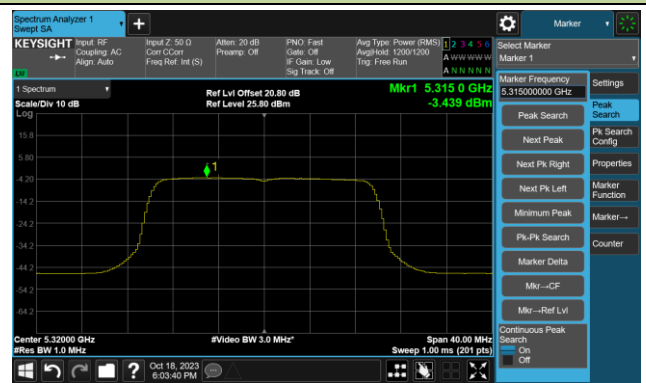 Spectrum Analyzer 1
Swept SA
Marker
KEYSIGHT
Input: RF
Coupling: AC
Align: Auto
Input Z: 50 Ω
Corr CCorr
Freq Ref: Int (S)
Atten: 20 dB
Preamp: Off
PNO: Fast
Gate: Off
IF Gain: Low
Sig Track: Off
Avg Type: Power (RMS)
Avg|Hold: 1200/1200
Trig: Free Run
1 2 3 4 5 6
A W W W W W
A N N N N N
LXI
Select Marker
Marker 1
1 Spectrum
Scale/Div 10 dB
Log
Ref Lvl Offset 20.80 dB
Ref Level 25.80 dBm
Mkr1 5.315 0 GHz
-3.439 dBm
15.8
5.80
-4.20
-14.2
-24.2
-34.2
-44.2
-54.2
-64.2
1
Center 5.32000 GHz
#Res BW 1.0 MHz
#Video BW 3.0 MHz*
Span 40.00 MHz
Sweep 1.00 ms (201 pts)
Marker Frequency
5.315000000 GHz
Peak Search
Next Peak
Next Pk Right
Next Pk Left
Minimum Peak
Pk-Pk Search
Marker Delta
Mkr→CF
Mkr→Ref Lvl
Continuous Peak
Search
On
Off
Settings
Peak
Search
Pk Search
Config
Properties
Marker
Function
Marker→
Counter
?
Oct 18, 2023
6:03:40 PM